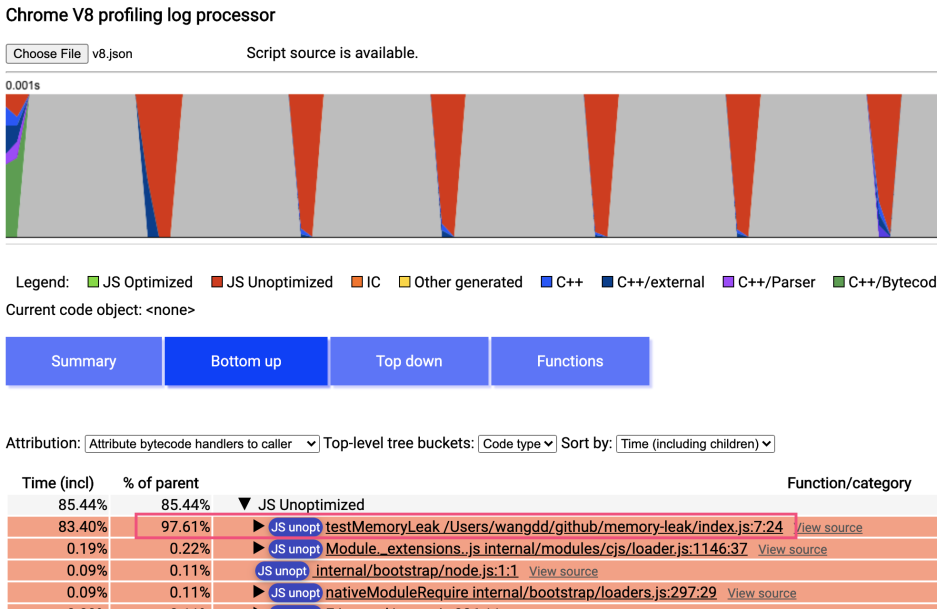 Chrome V8 profiling log processor
Choose File v8.json Script source is available.
0.001s
Legend: JS Optimized JS Unoptimized IC Other generated C++ C++/external C++/Parser C++/Bytecod
Current code object: <none>
Summary Bottom up Top down Functions
Attribution: Attribute bytecode handlers to caller Top-level tree buckets: Code type Sort by: Time (including children)
Time (incl) % of parent Function/category
85.44% 85.44% ▼ JS Unoptimized
83.40% 97.61% ▶ JS unopt testMemoryLeak /Users/wangdd/github/memory-leak/index.js:7:24 View source
0.19% 0.22% ▶ JS unopt Module._extensions..js internal/modules/cjs/loader.js:1146:37 View source
0.09% 0.11% JS unopt internal/bootstrap/node.js:1:1 View source
0.09% 0.11% ▶ JS unopt nativeModuleRequire internal/bootstrap/loaders.js:297:29 View source